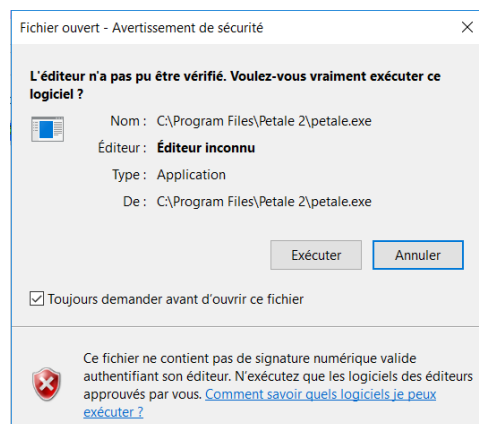 Fichier ouvert - Avertissement de sécurité
L'éditeur n'a pas pu être vérifié. Voulez-vous vraiment exécuter ce
logiciel ?
Nom : C:\Program Files\Petale 2\petale.exe
Éditeur : Éditeur inconnu
Type : Application
De : C:\Program Files\Petale 2\petale.exe
Exécuter Annuler
Toujours demander avant d'ouvrir ce fichier
Ce fichier ne contient pas de signature numérique valide
authentifiant son éditeur. N'exécutez que les logiciels des éditeurs
approuvés par vous. Comment savoir quels logiciels je peux
exécuter ?